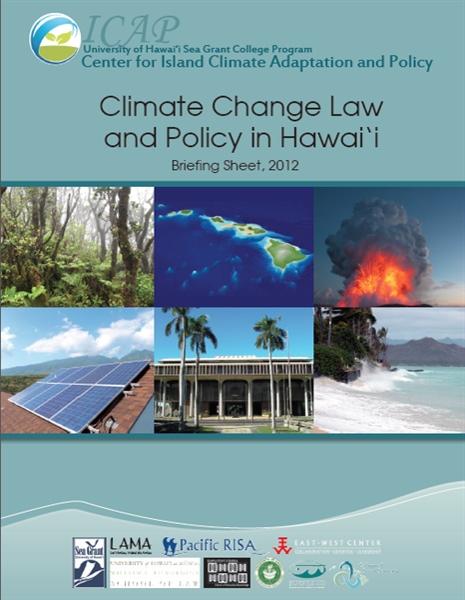 ICAP
University of Hawai‘i Sea Grant College Program
Center for Island Climate Adaptation and Policy
Climate Change Law
and Policy in Hawai‘i
Briefing Sheet, 2012
Sea Grant
LAMA
Pacific RISA
EAST-WEST CENTER